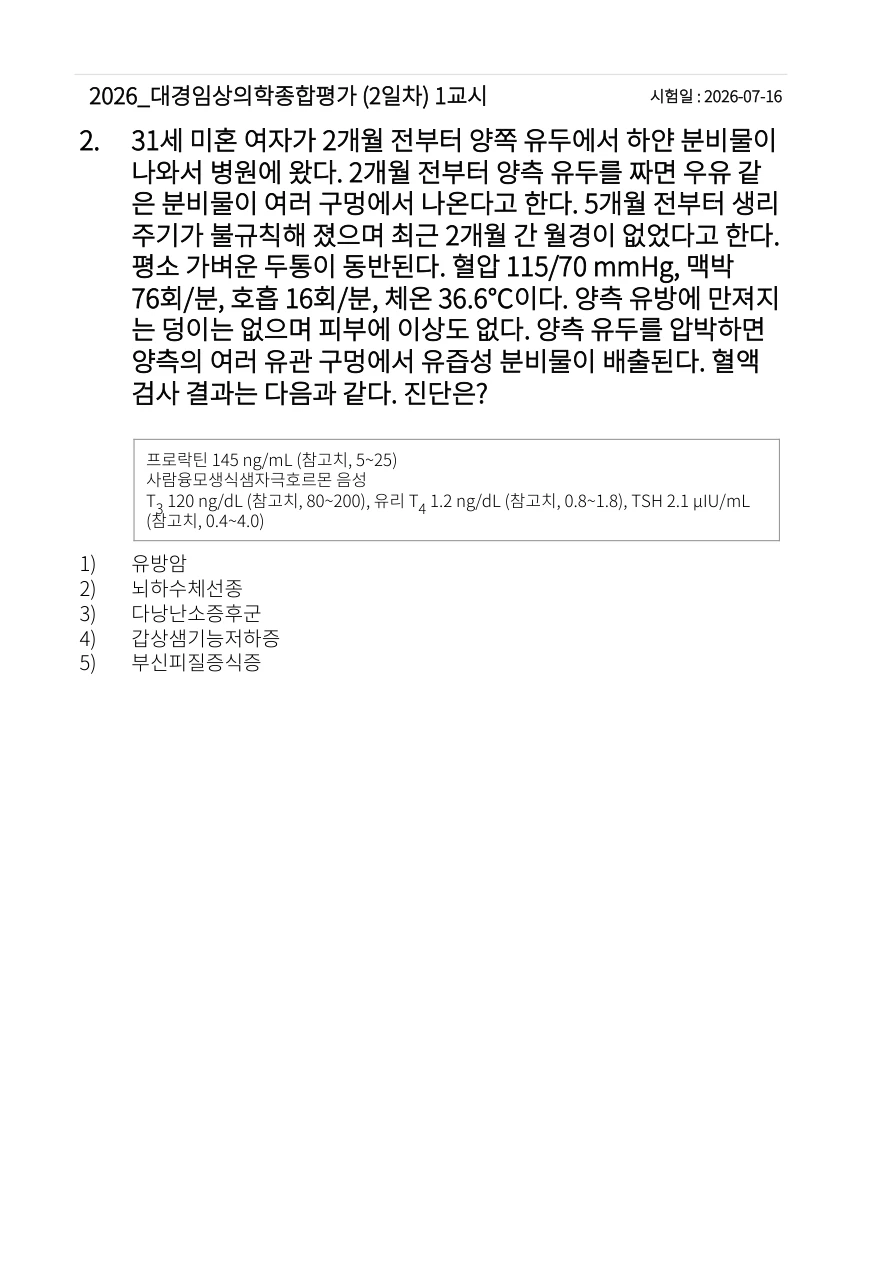 2026_대경임상의학종합평가 (2일차) 1교시
시험일 : 2026-07-16
2. 31세 미혼 여자가 2개월 전부터 양쪽 유두에서 하얀 분비물이
나와서 병원에 왔다. 2개월 전부터 양측 유두를 짜면 우유 같
은 분비물이 여러 구멍에서 나온다고 한다. 5개월 전부터 생리
주기가 불규칙해 졌으며 최근 2개월 간 월경이 없었다고 한다.
평소 가벼운 두통이 동반된다. 혈압 115/70 mmHg, 맥박
76회/분, 호흡 16회/분, 체온 36.6℃이다. 양측 유방에 만져지
는 덩이는 없으며 피부에 이상도 없다. 양측 유두를 압박하면
양측의 여러 유관 구멍에서 유즙성 분비물이 배출된다. 혈액
검사 결과는 다음과 같다. 진단은?
프로락틴 145 ng/mL (참고치, 5~25)
사람융모생식샘자극호르몬 음성
T3 120 ng/dL (참고치, 80~200), 유리 T4 1.2 ng/dL (참고치, 0.8~1.8), TSH 2.1 μIU/mL
(참고치, 0.4~4.0)
1) 유방암
2) 뇌하수체선종
3) 다낭난소증후군
4) 갑상샘기능저하증
5) 부신피질증식증